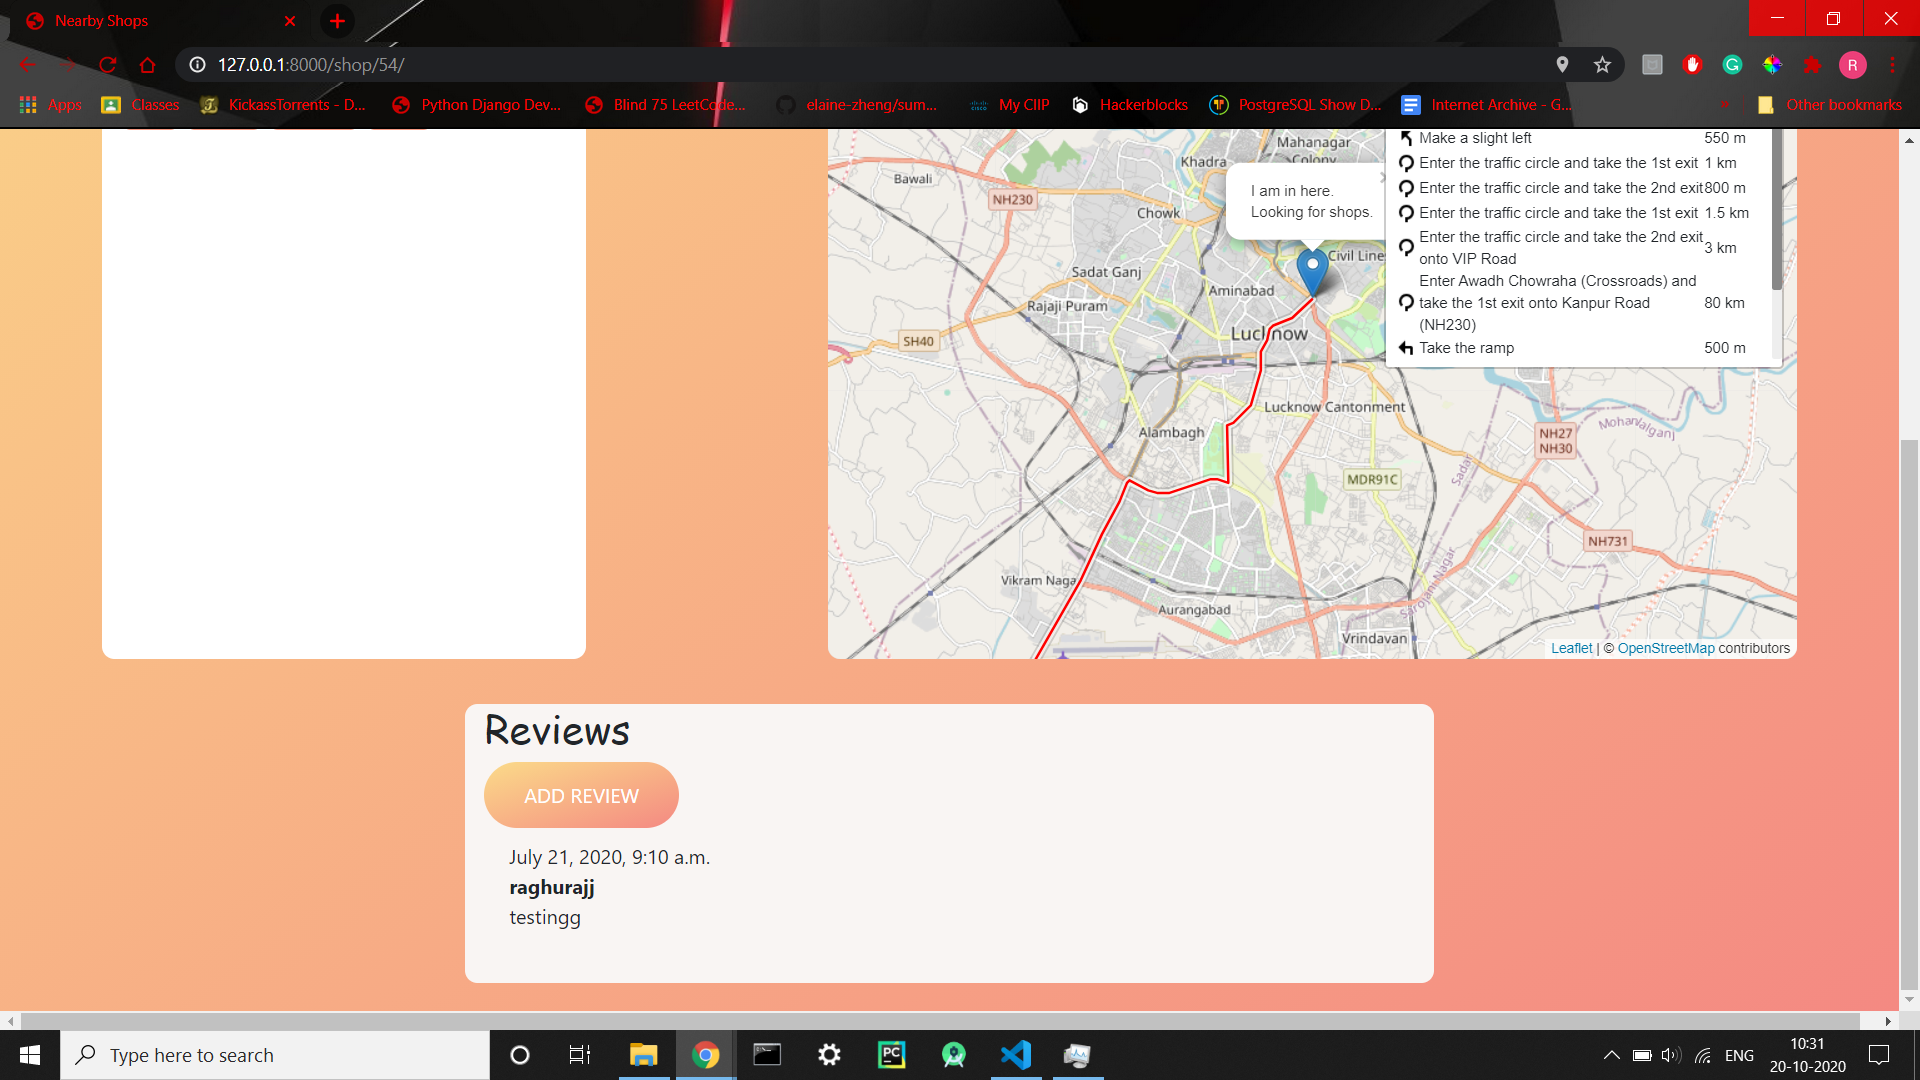 Nearby Shops
127.0.0.1:8000/shop/54/
R
Apps
Classes
KickassTorrents - D...
Python Django Dev...
Blind 75 LeetCode...
elaine-zheng/sum...
My CIIP
Hackerblocks
PostgreSQL Show D...
Internet Archive - G...
Other bookmarks
Make a slight left 550 m
Enter the traffic circle and take the 1st exit 1 km
Enter the traffic circle and take the 2nd exit 800 m
Enter the traffic circle and take the 1st exit 1.5 km
Enter the traffic circle and take the 2nd exit
onto VIP Road 3 km
Enter Awadh Chowraha (Crossroads) and
take the 1st exit onto Kanpur Road 80 km
(NH230)
Take the ramp 500 m
I am in here.
Looking for shops.
Mahanagar
Colony
Khadra
Bawali
NH230
Chowk
Civil Line
Sadat Ganj
Aminabad
Rajaji Puram
Lucknow
SH40
Lucknow Cantonment
Alambagh
NH27
NH30
Mohanlalganj
Sadar
MDR91C
NH731
Vikram Naga
Sarojani Nagar
Aurangabad
Vrindavan
Leaflet | © OpenStreetMap contributors
Reviews
ADD REVIEW
July 21, 2020, 9:10 a.m.
raghurajj
testingg
Type here to search
PC
ENG
10:31
20-10-2020